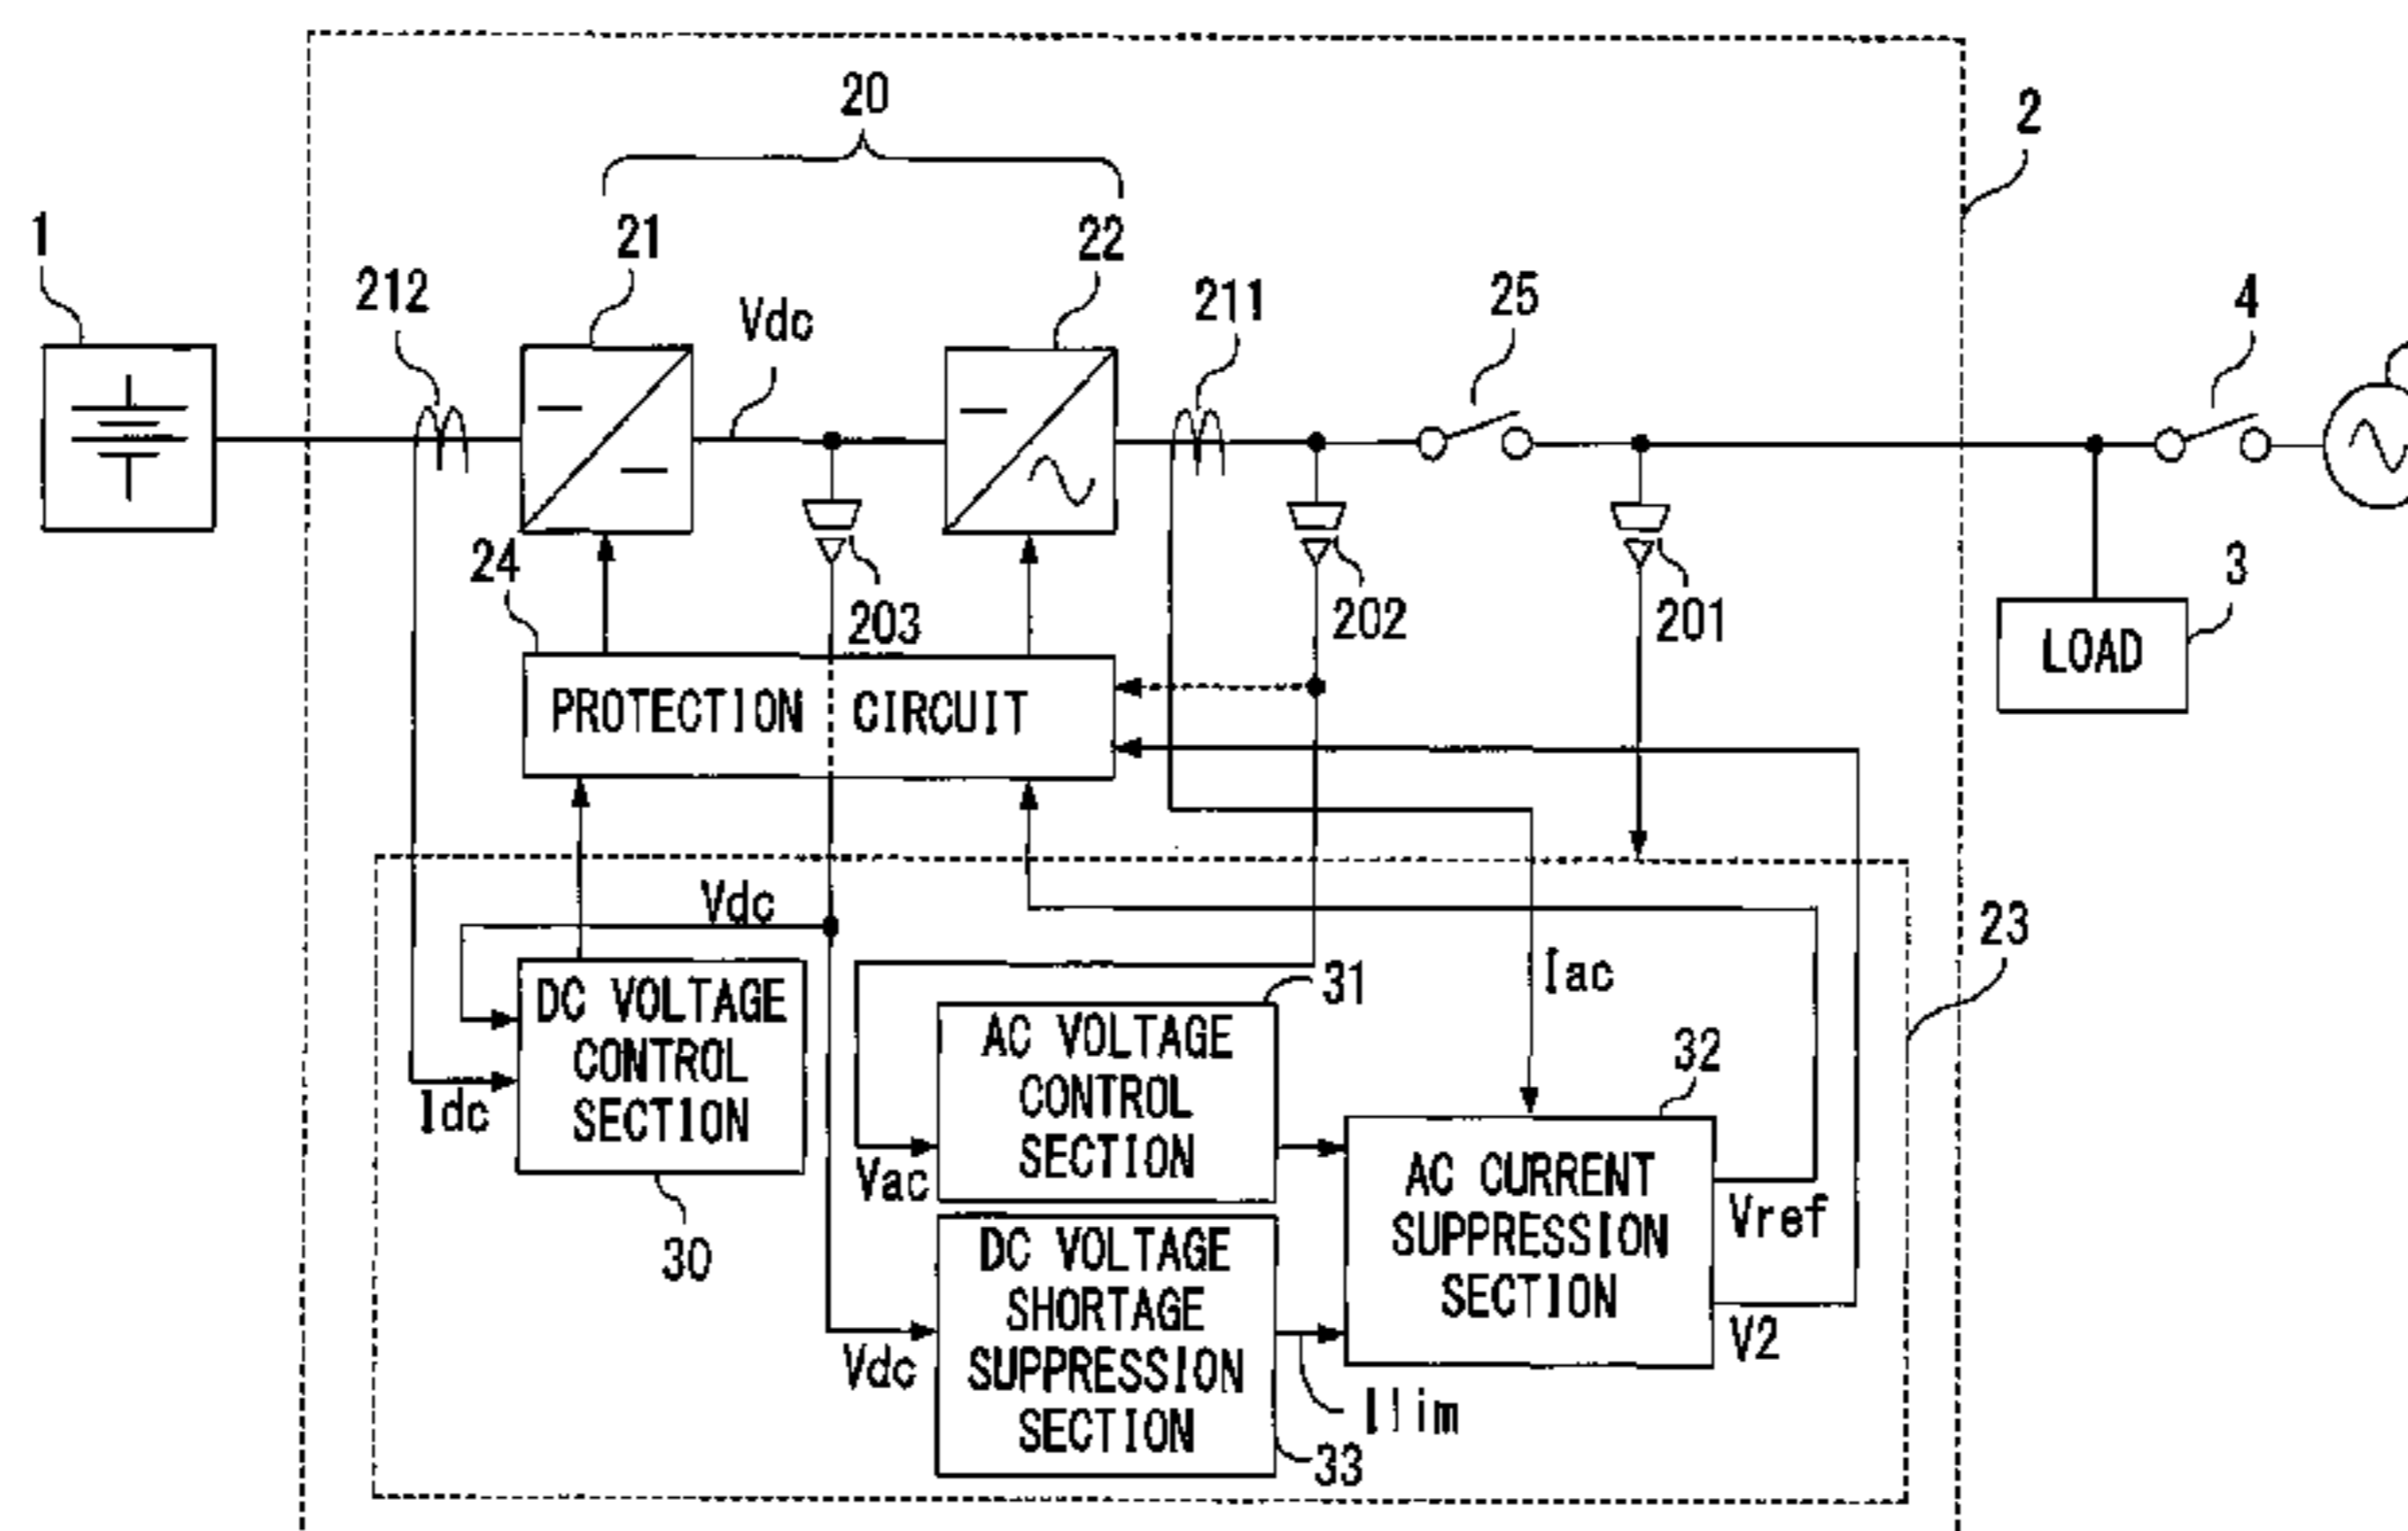 20
2
1
21
22
212
Vdc
211
25
4
24
203
202
201
3
LOAD
PROTECTION CIRCUIT
Vdc
23
Iac
31
DC VOLTAGE
CONTROL
SECTION
Idc
AC VOLTAGE
CONTROL
SECTION
Vac
32
AC CURRENT
SUPPRESSION
SECTION
Vref
30
DC VOLTAGE
SHORTAGE
SUPPRESSION
SECTION
Vdc
V2
Ilim
33